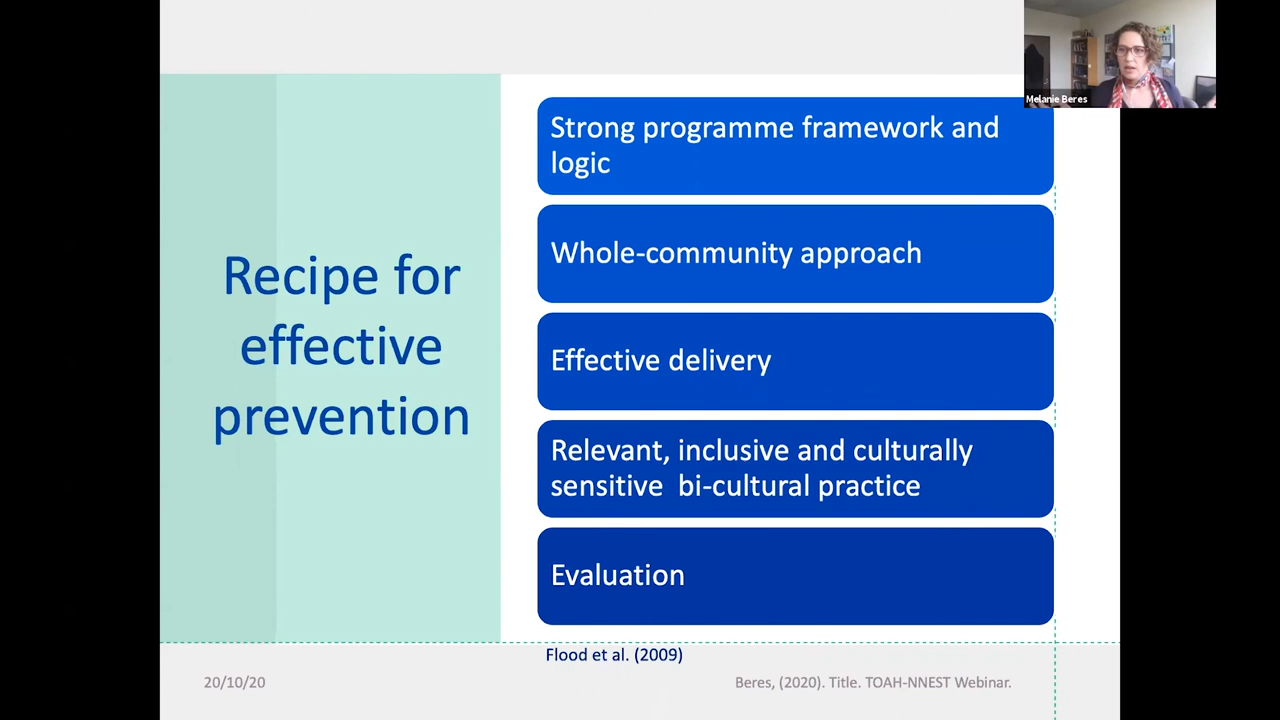 Melanie Beres
Recipe for
effective
prevention
Strong programme framework and
logic
Whole-community approach
Effective delivery
Relevant, inclusive and culturally
sensitive  bi-cultural practice
Evaluation
Flood et al. (2009)
20/10/20
Beres, (2020). Title. TOAH-NNEST Webinar.